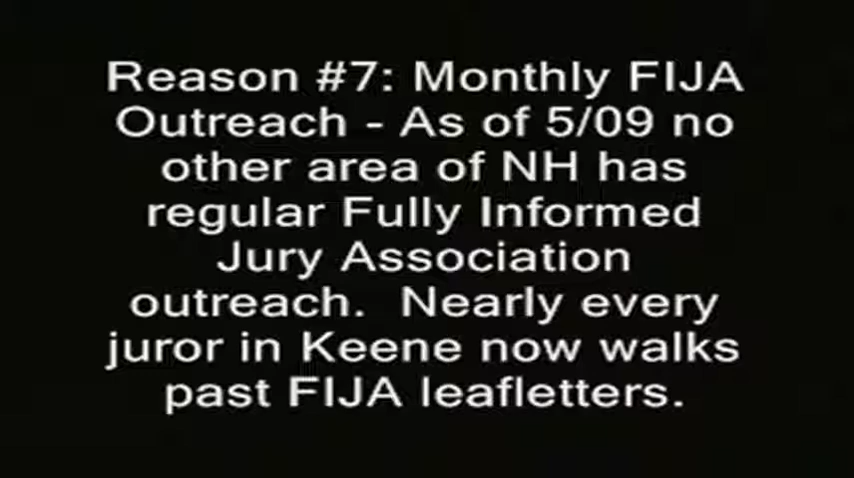 Reason #7: Monthly FIJA
Outreach - As of 5/09 no
other area of NH has
regular Fully Informed
Jury Association
outreach.  Nearly every
juror in Keene now walks
past FIJA leafletters.